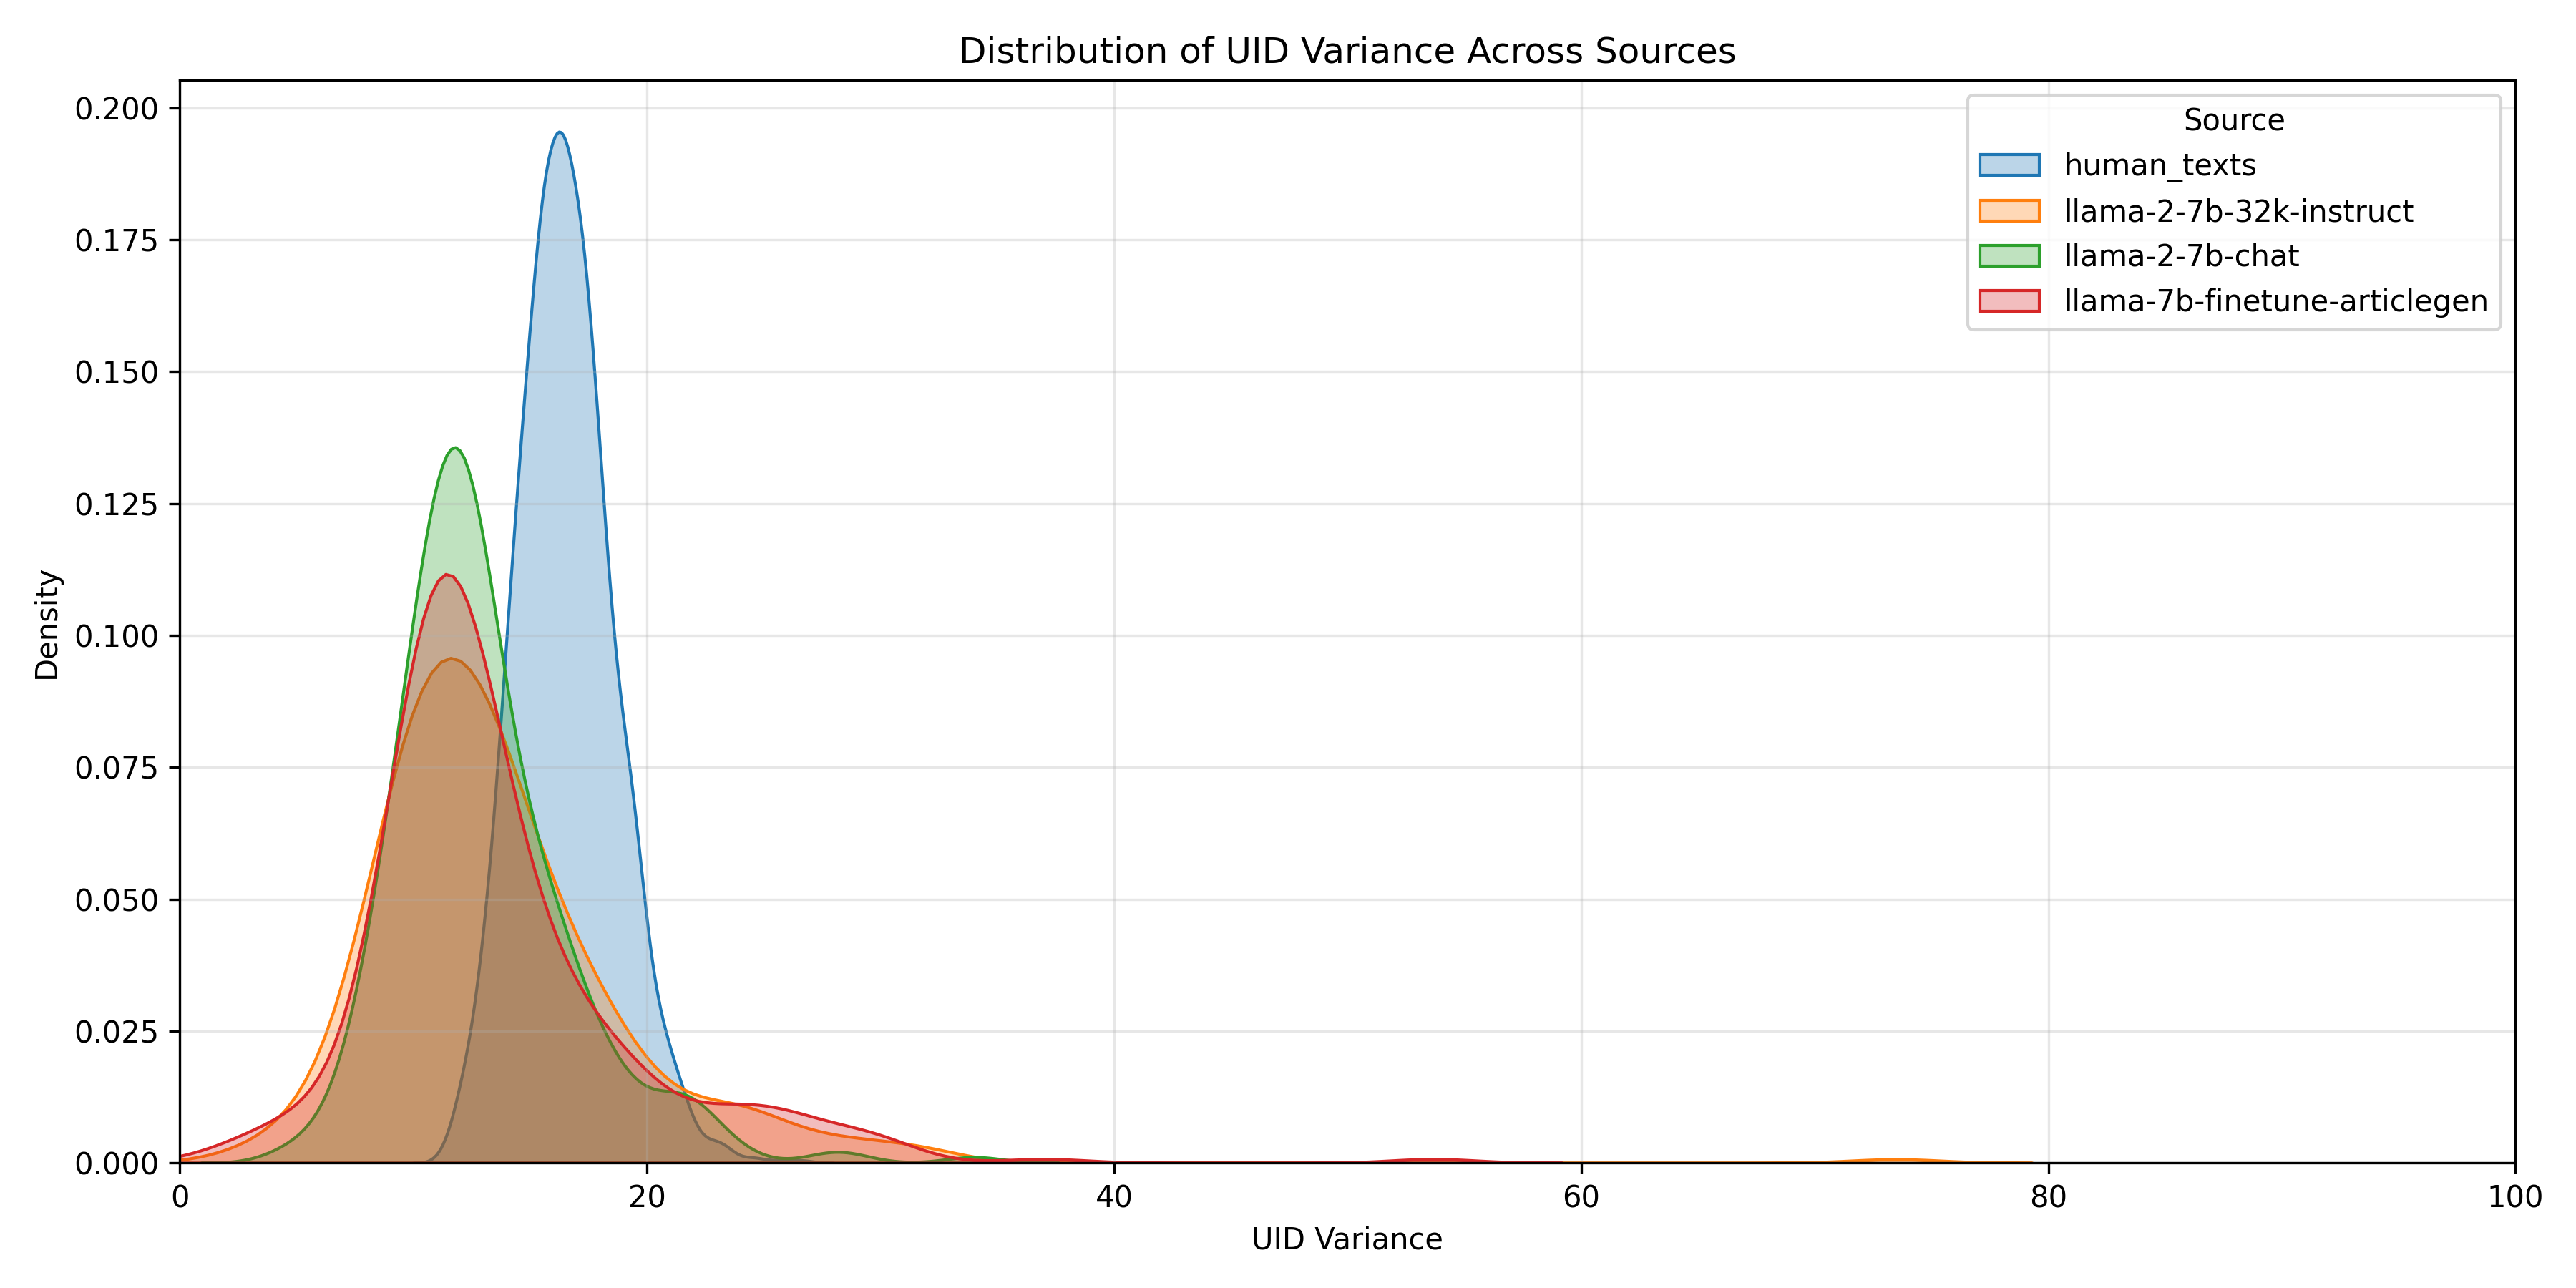 Distribution of UID Variance Across Sources
0.200
0.175
0.150
0.125
0.100
0.075
0.050
0.025
0.000
Density
0 20 40 60 80 100
UID Variance
Source
human_texts
llama-2-7b-32k-instruct
llama-2-7b-chat
llama-7b-finetune-articlegen